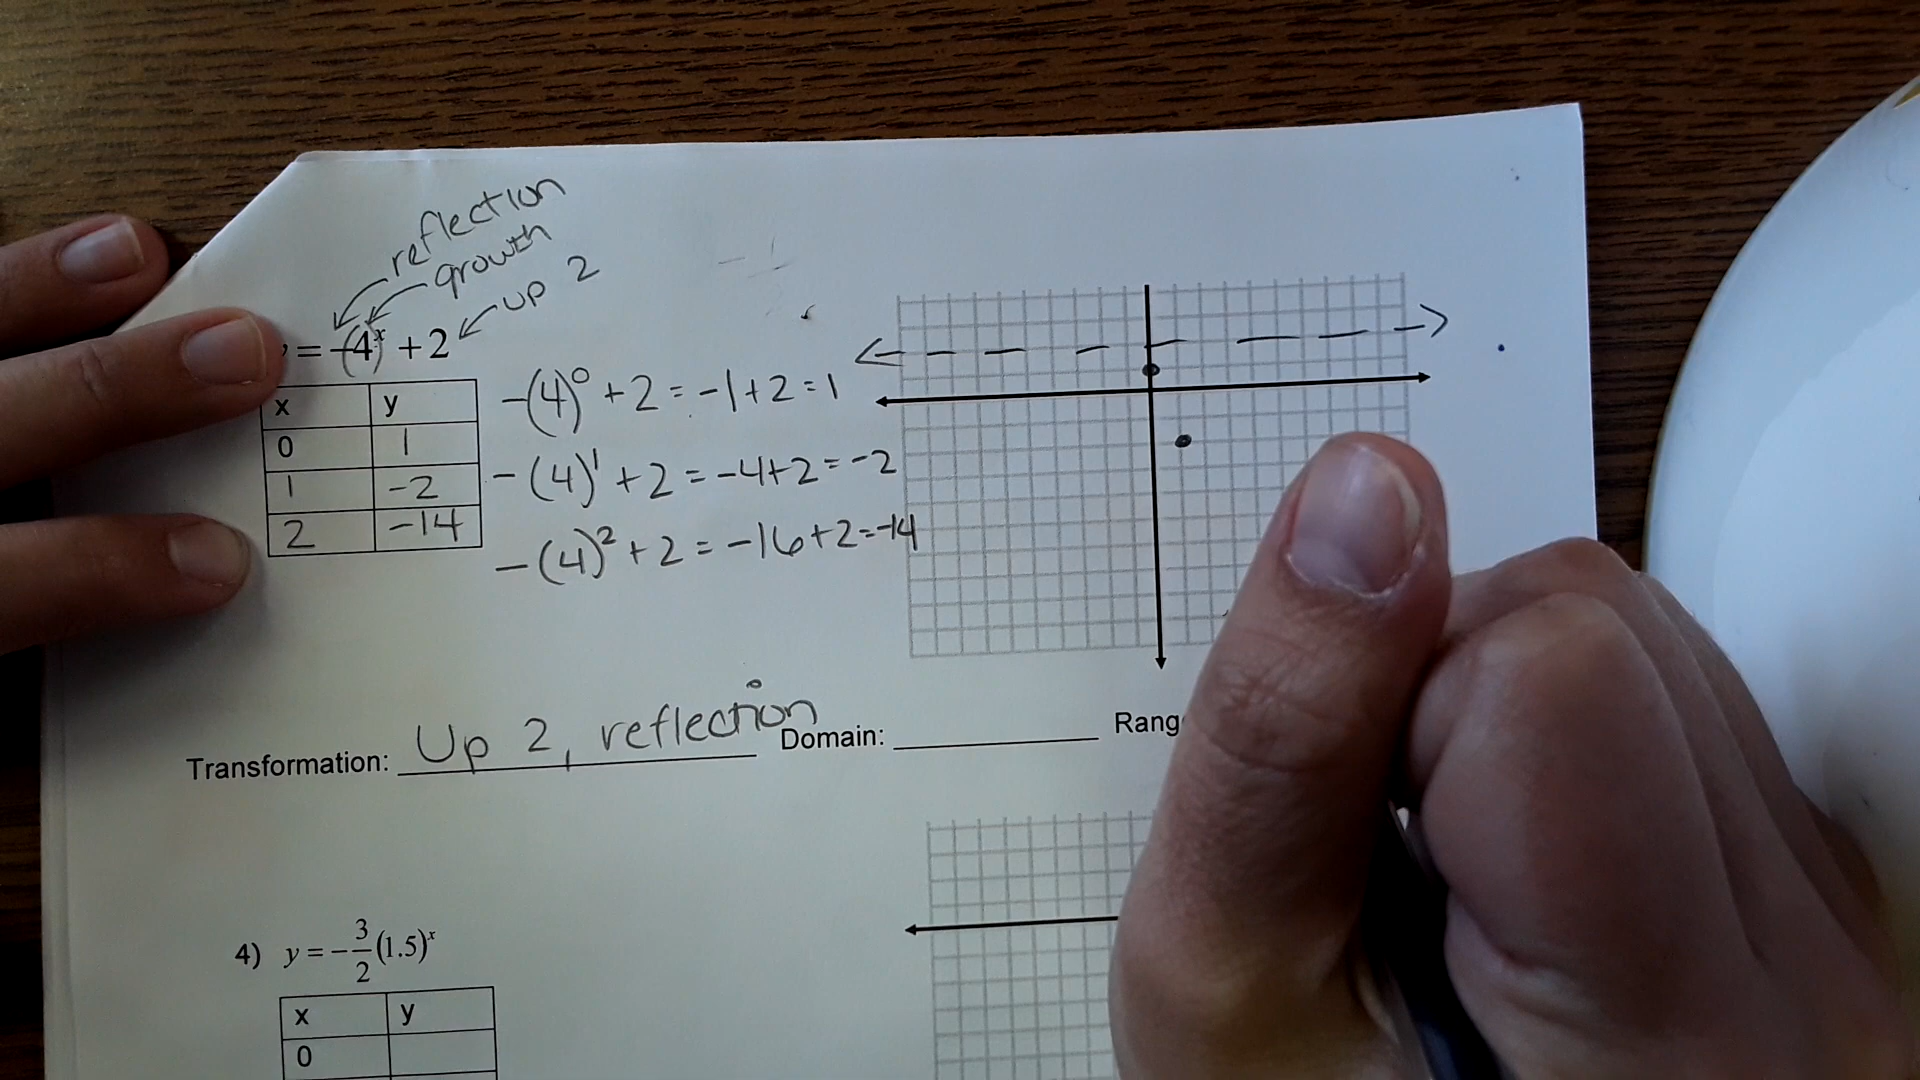 reflection
growth
up 2
= -(4)^x + 2
x y
0 1
1 -2
2 -14
-(4)^0 + 2 = -1 + 2 = 1
-(4)^1 + 2 = -4+2 = -2
-(4)^2 + 2 = -16+2=-14
Transformation: Up 2, reflection Domain: ________ Rang
4) y = -3/2(1.5)^x
x y
0